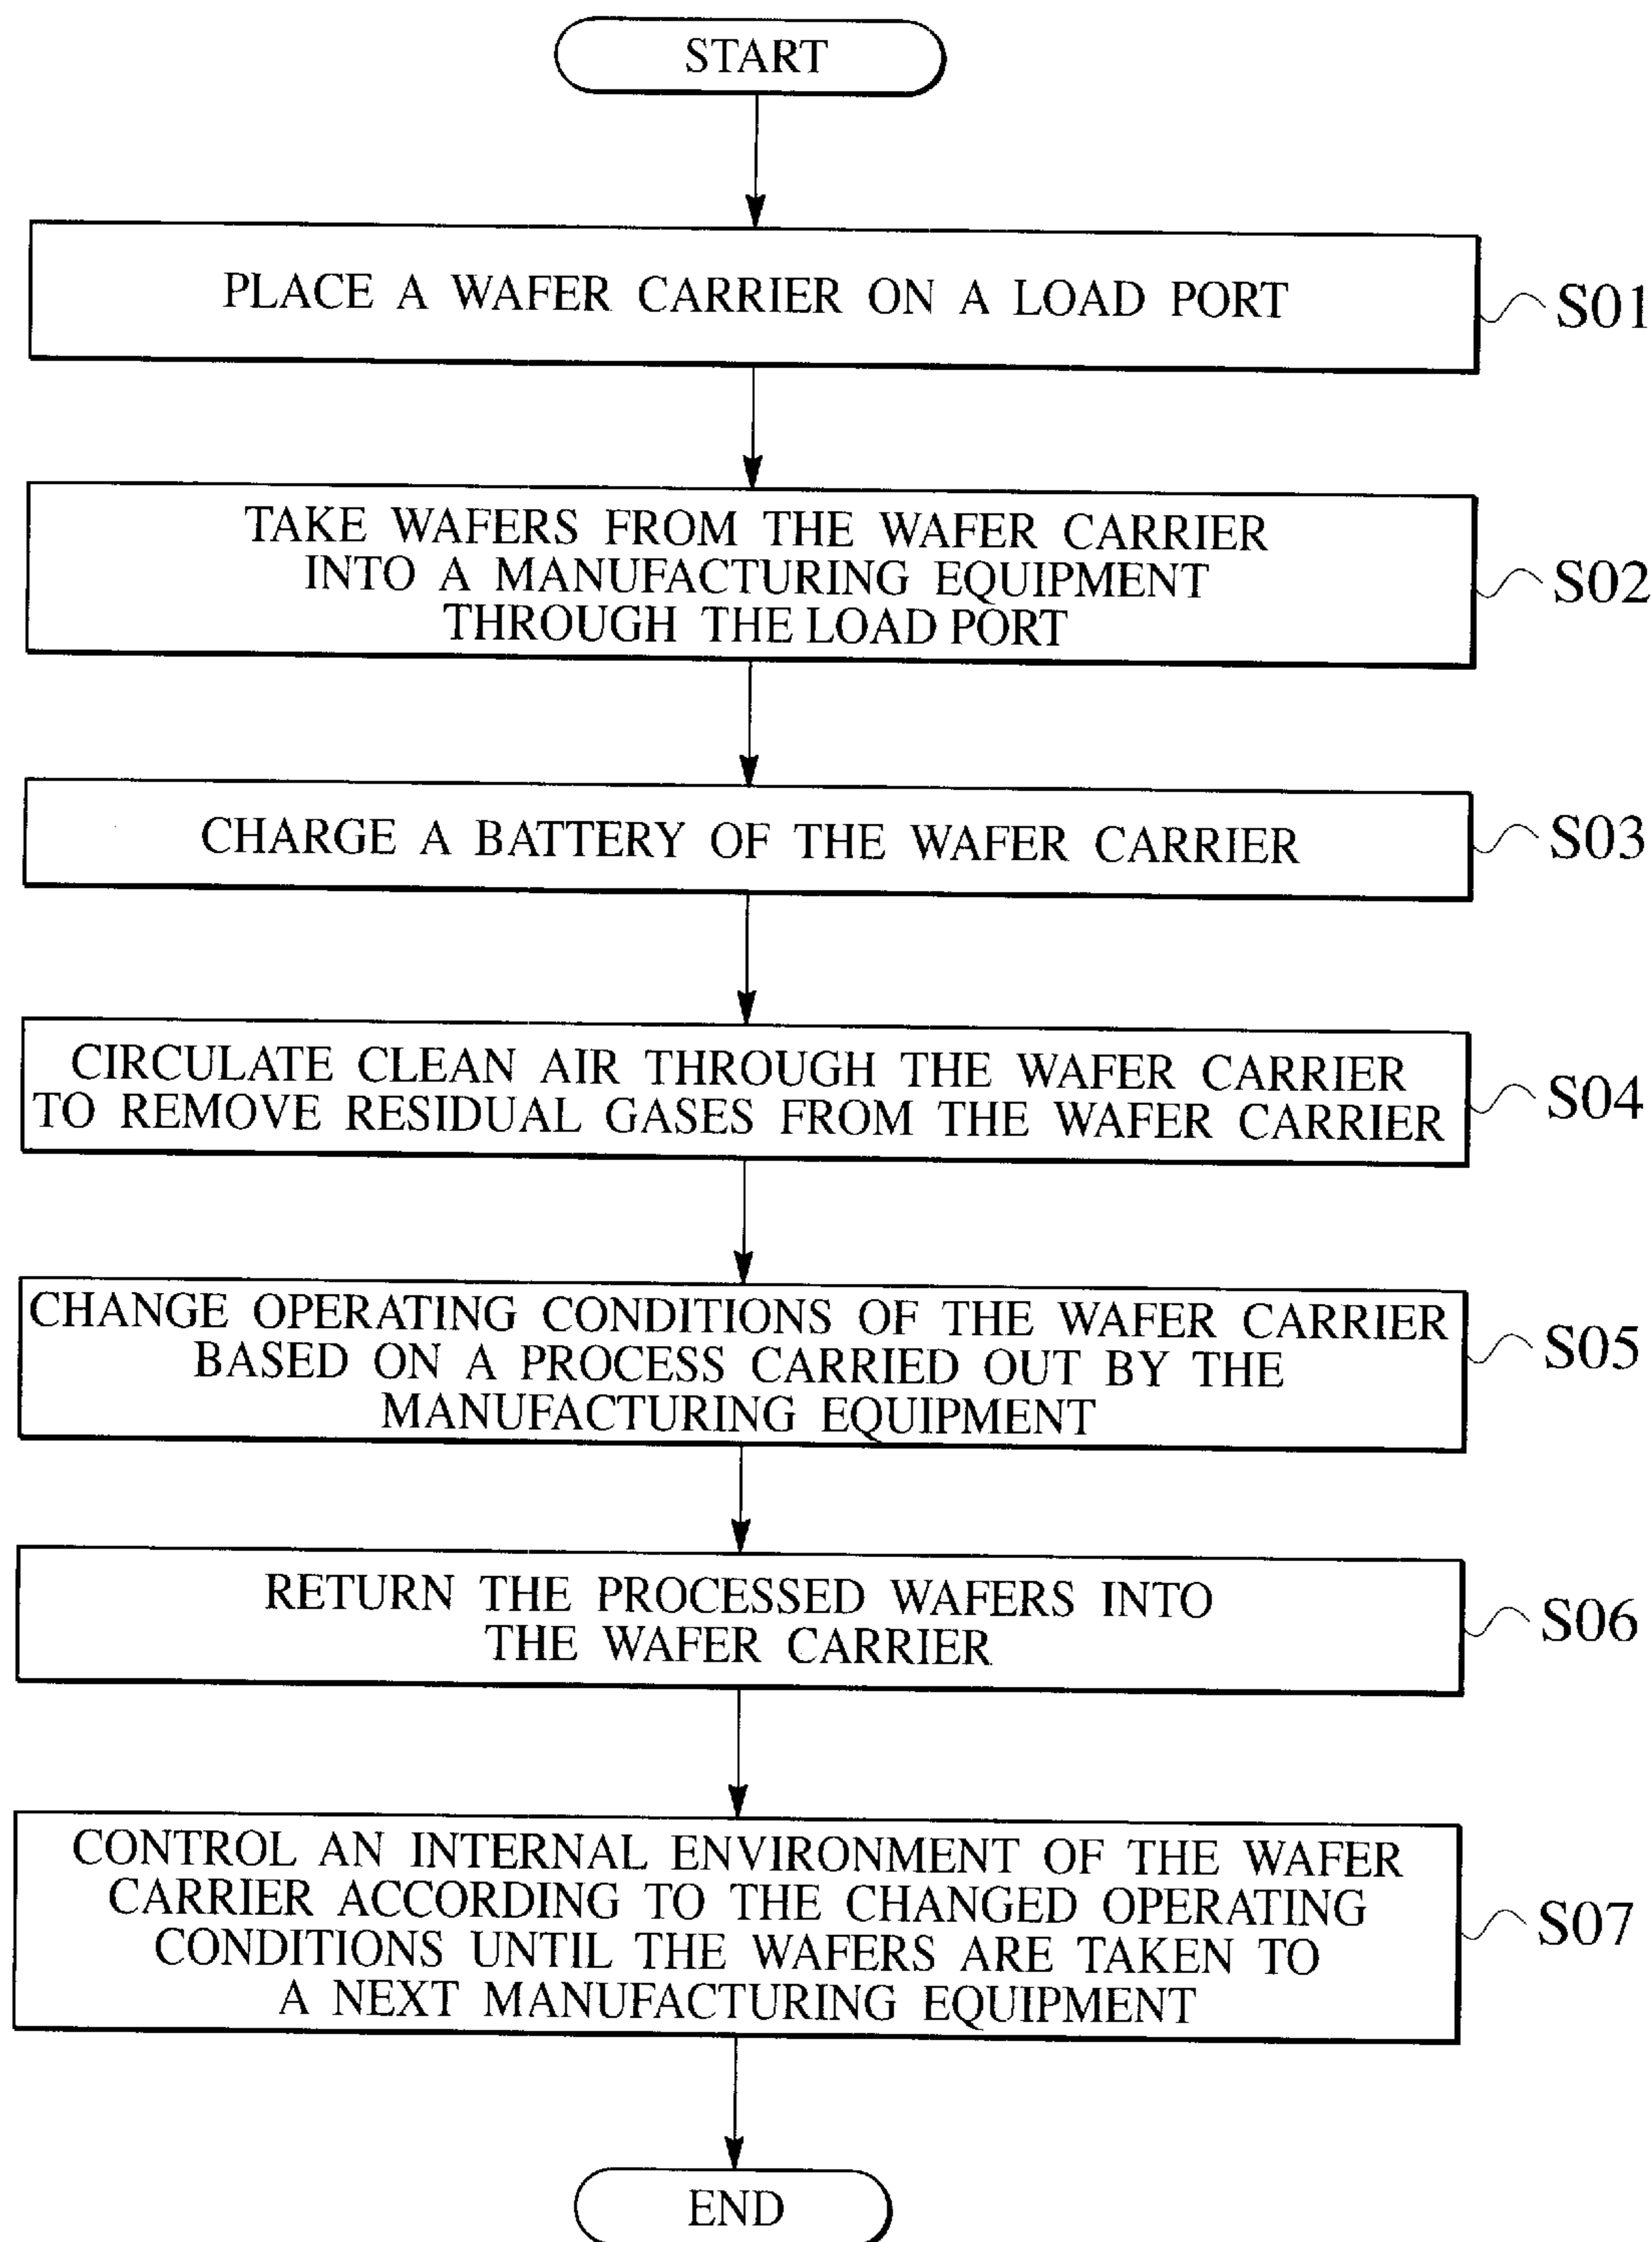 START
PLACE A WAFER CARRIER ON A LOAD PORT
S01
TAKE WAFERS FROM THE WAFER CARRIER
INTO A MANUFACTURING EQUIPMENT
THROUGH THE LOAD PORT
S02
CHARGE A BATTERY OF THE WAFER CARRIER
S03
CIRCULATE CLEAN AIR THROUGH THE WAFER CARRIER
TO REMOVE RESIDUAL GASES FROM THE WAFER CARRIER
S04
CHANGE OPERATING CONDITIONS OF THE WAFER CARRIER
BASED ON A PROCESS CARRIED OUT BY THE
MANUFACTURING EQUIPMENT
S05
RETURN THE PROCESSED WAFERS INTO
THE WAFER CARRIER
S06
CONTROL AN INTERNAL ENVIRONMENT OF THE WAFER
CARRIER ACCORDING TO THE CHANGED OPERATING
CONDITIONS UNTIL THE WAFERS ARE TAKEN TO
A NEXT MANUFACTURING EQUIPMENT
S07
END